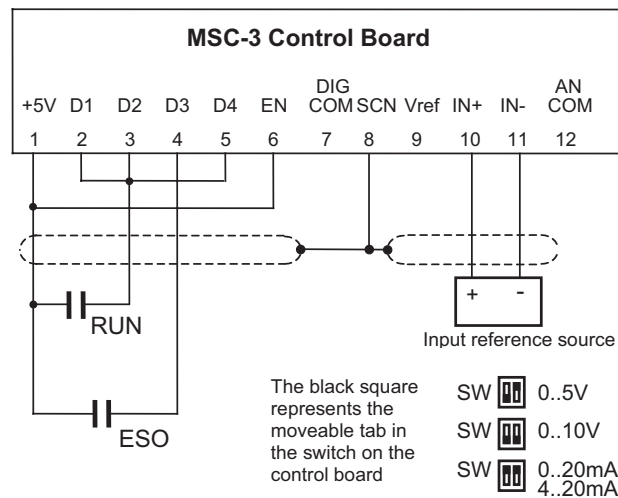 MSC-3 Control Board
DIG AN
+5V D1 D2 D3 D4 EN COM SCN Vref IN+ IN- COM
1 2 3 4 5 6 7 8 9 10 11 12
+ -
RUN
Input reference source
ESO
The black square
represents the
moveable tab in
the switch on the
control board
SW 0..5V
SW 0..10V
SW 0..20mA
4..20mA